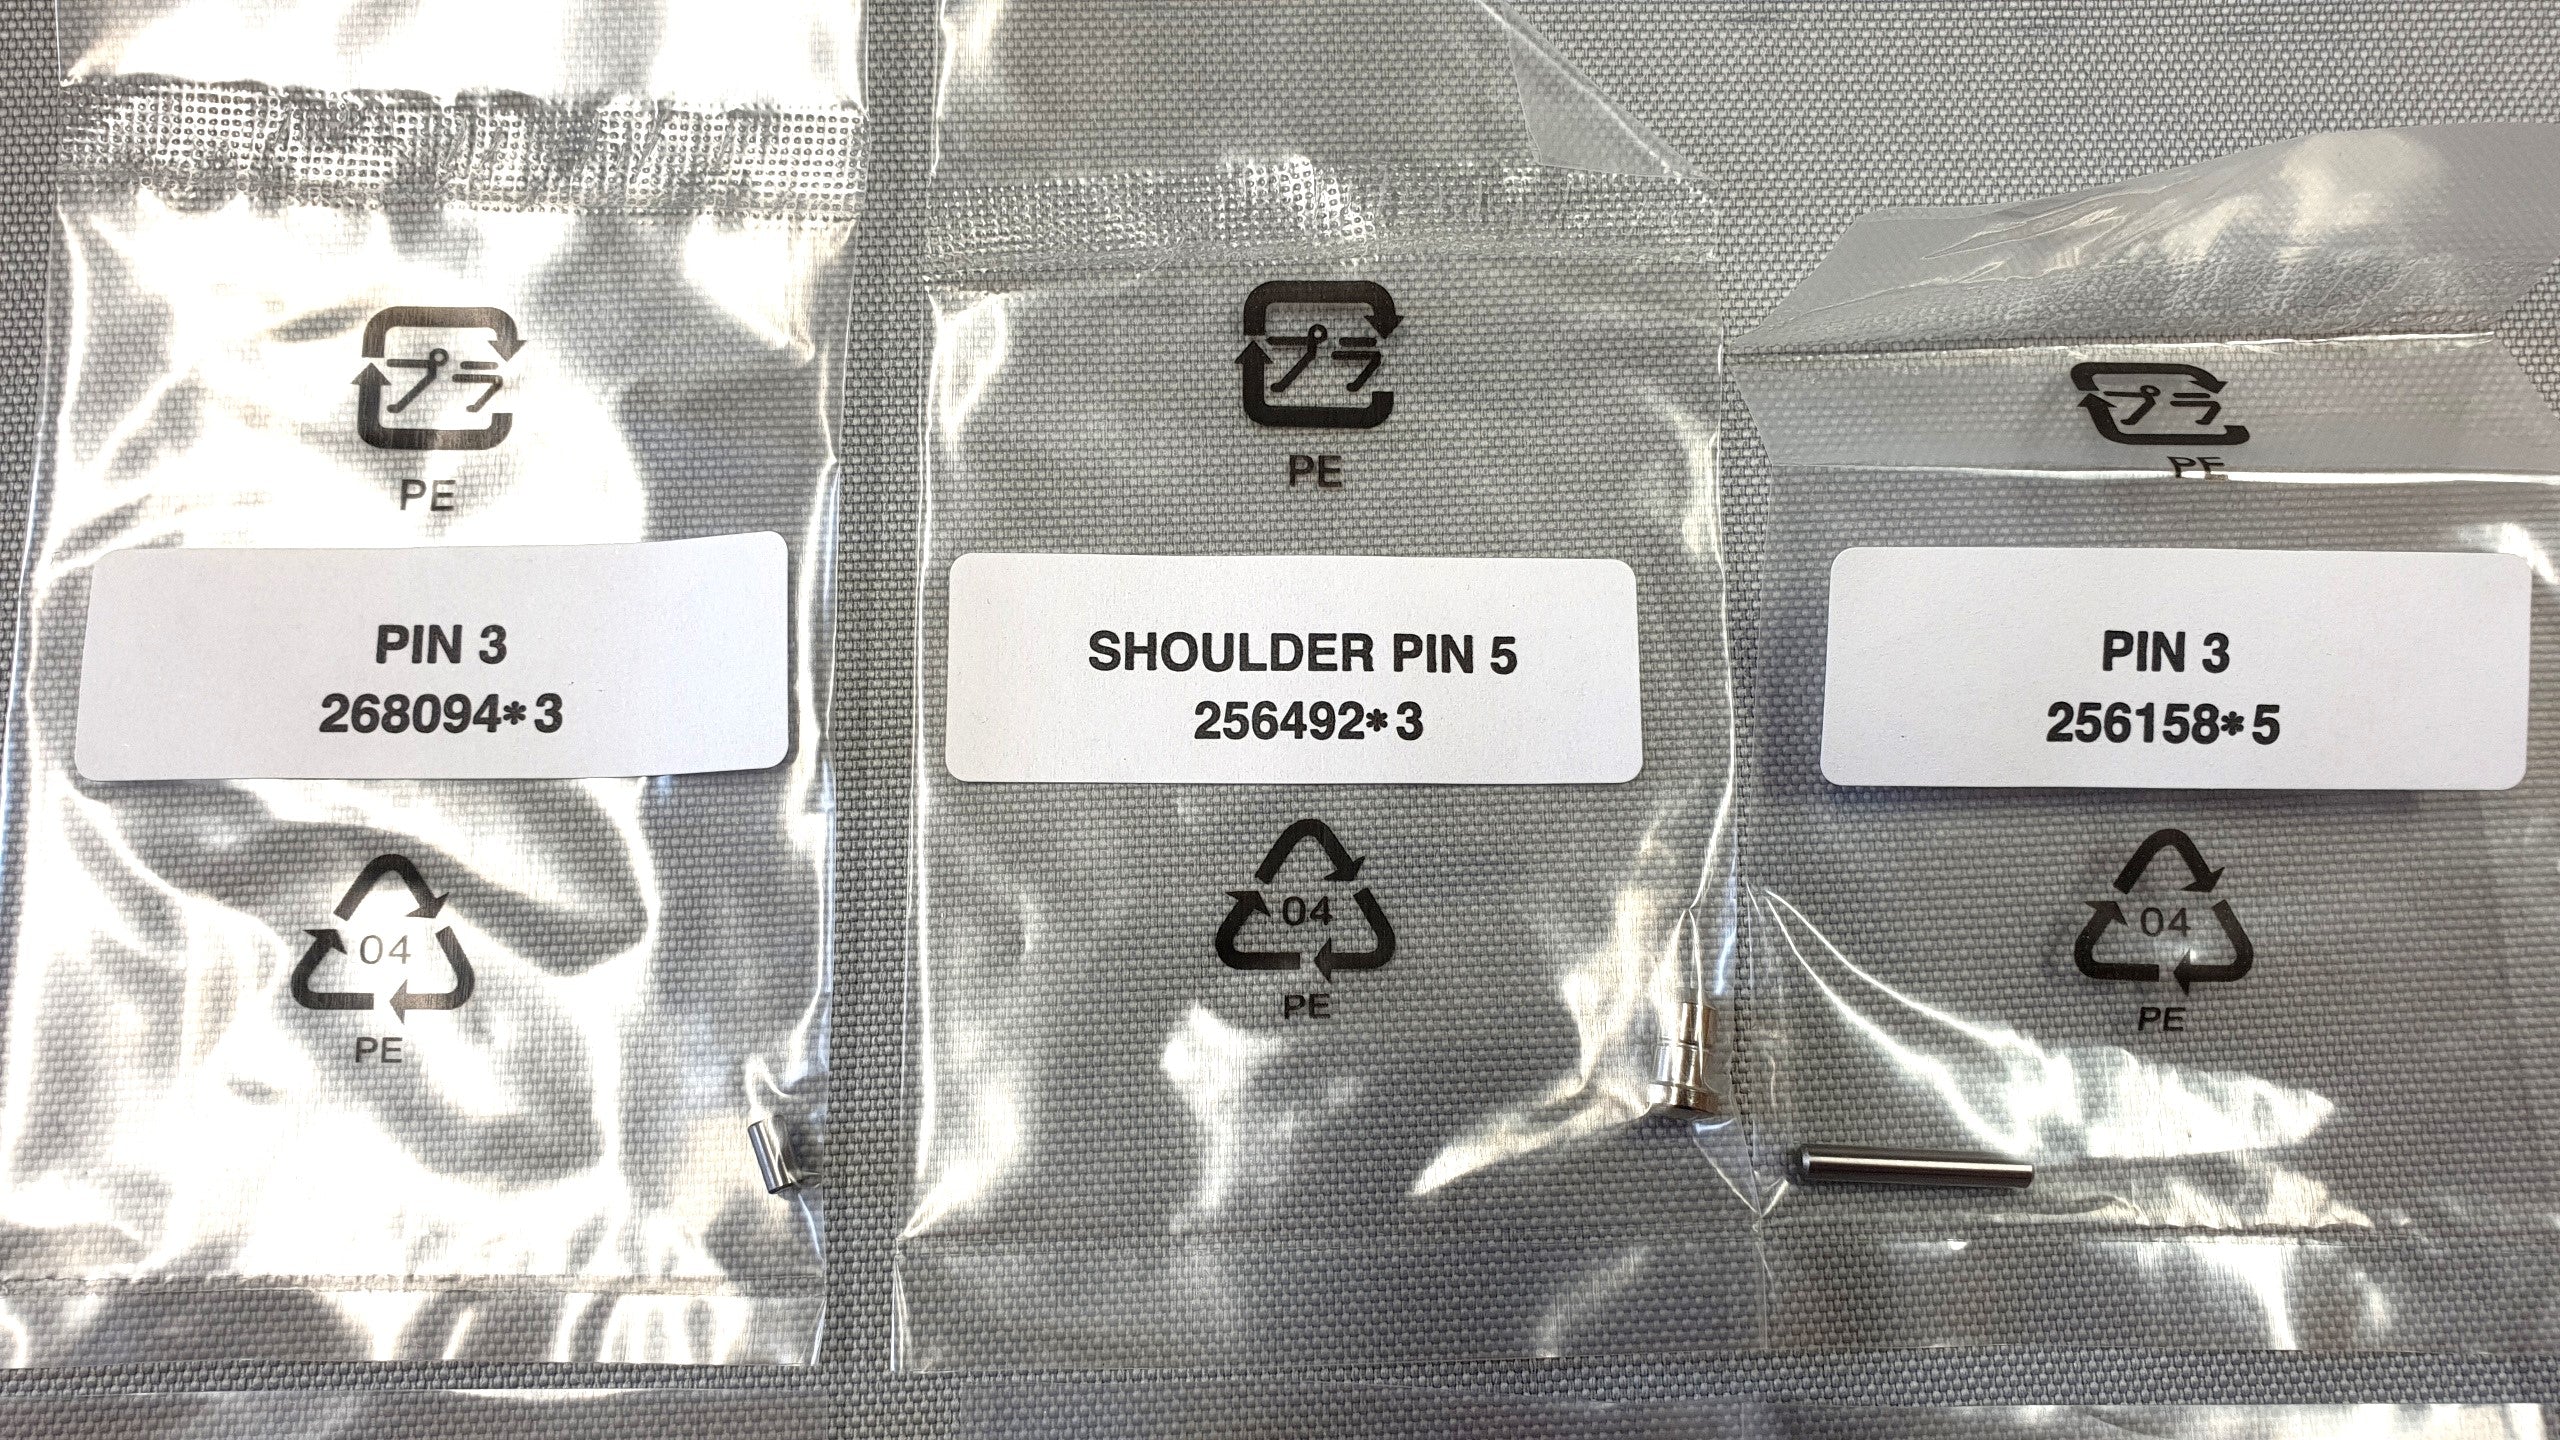 プラ
PE
PIN 3
268094*3
04
PE
プラ
PE
SHOULDER PIN 5
256492*3
04
PE
プラ
PE
PIN 3
256158*5
04
PE